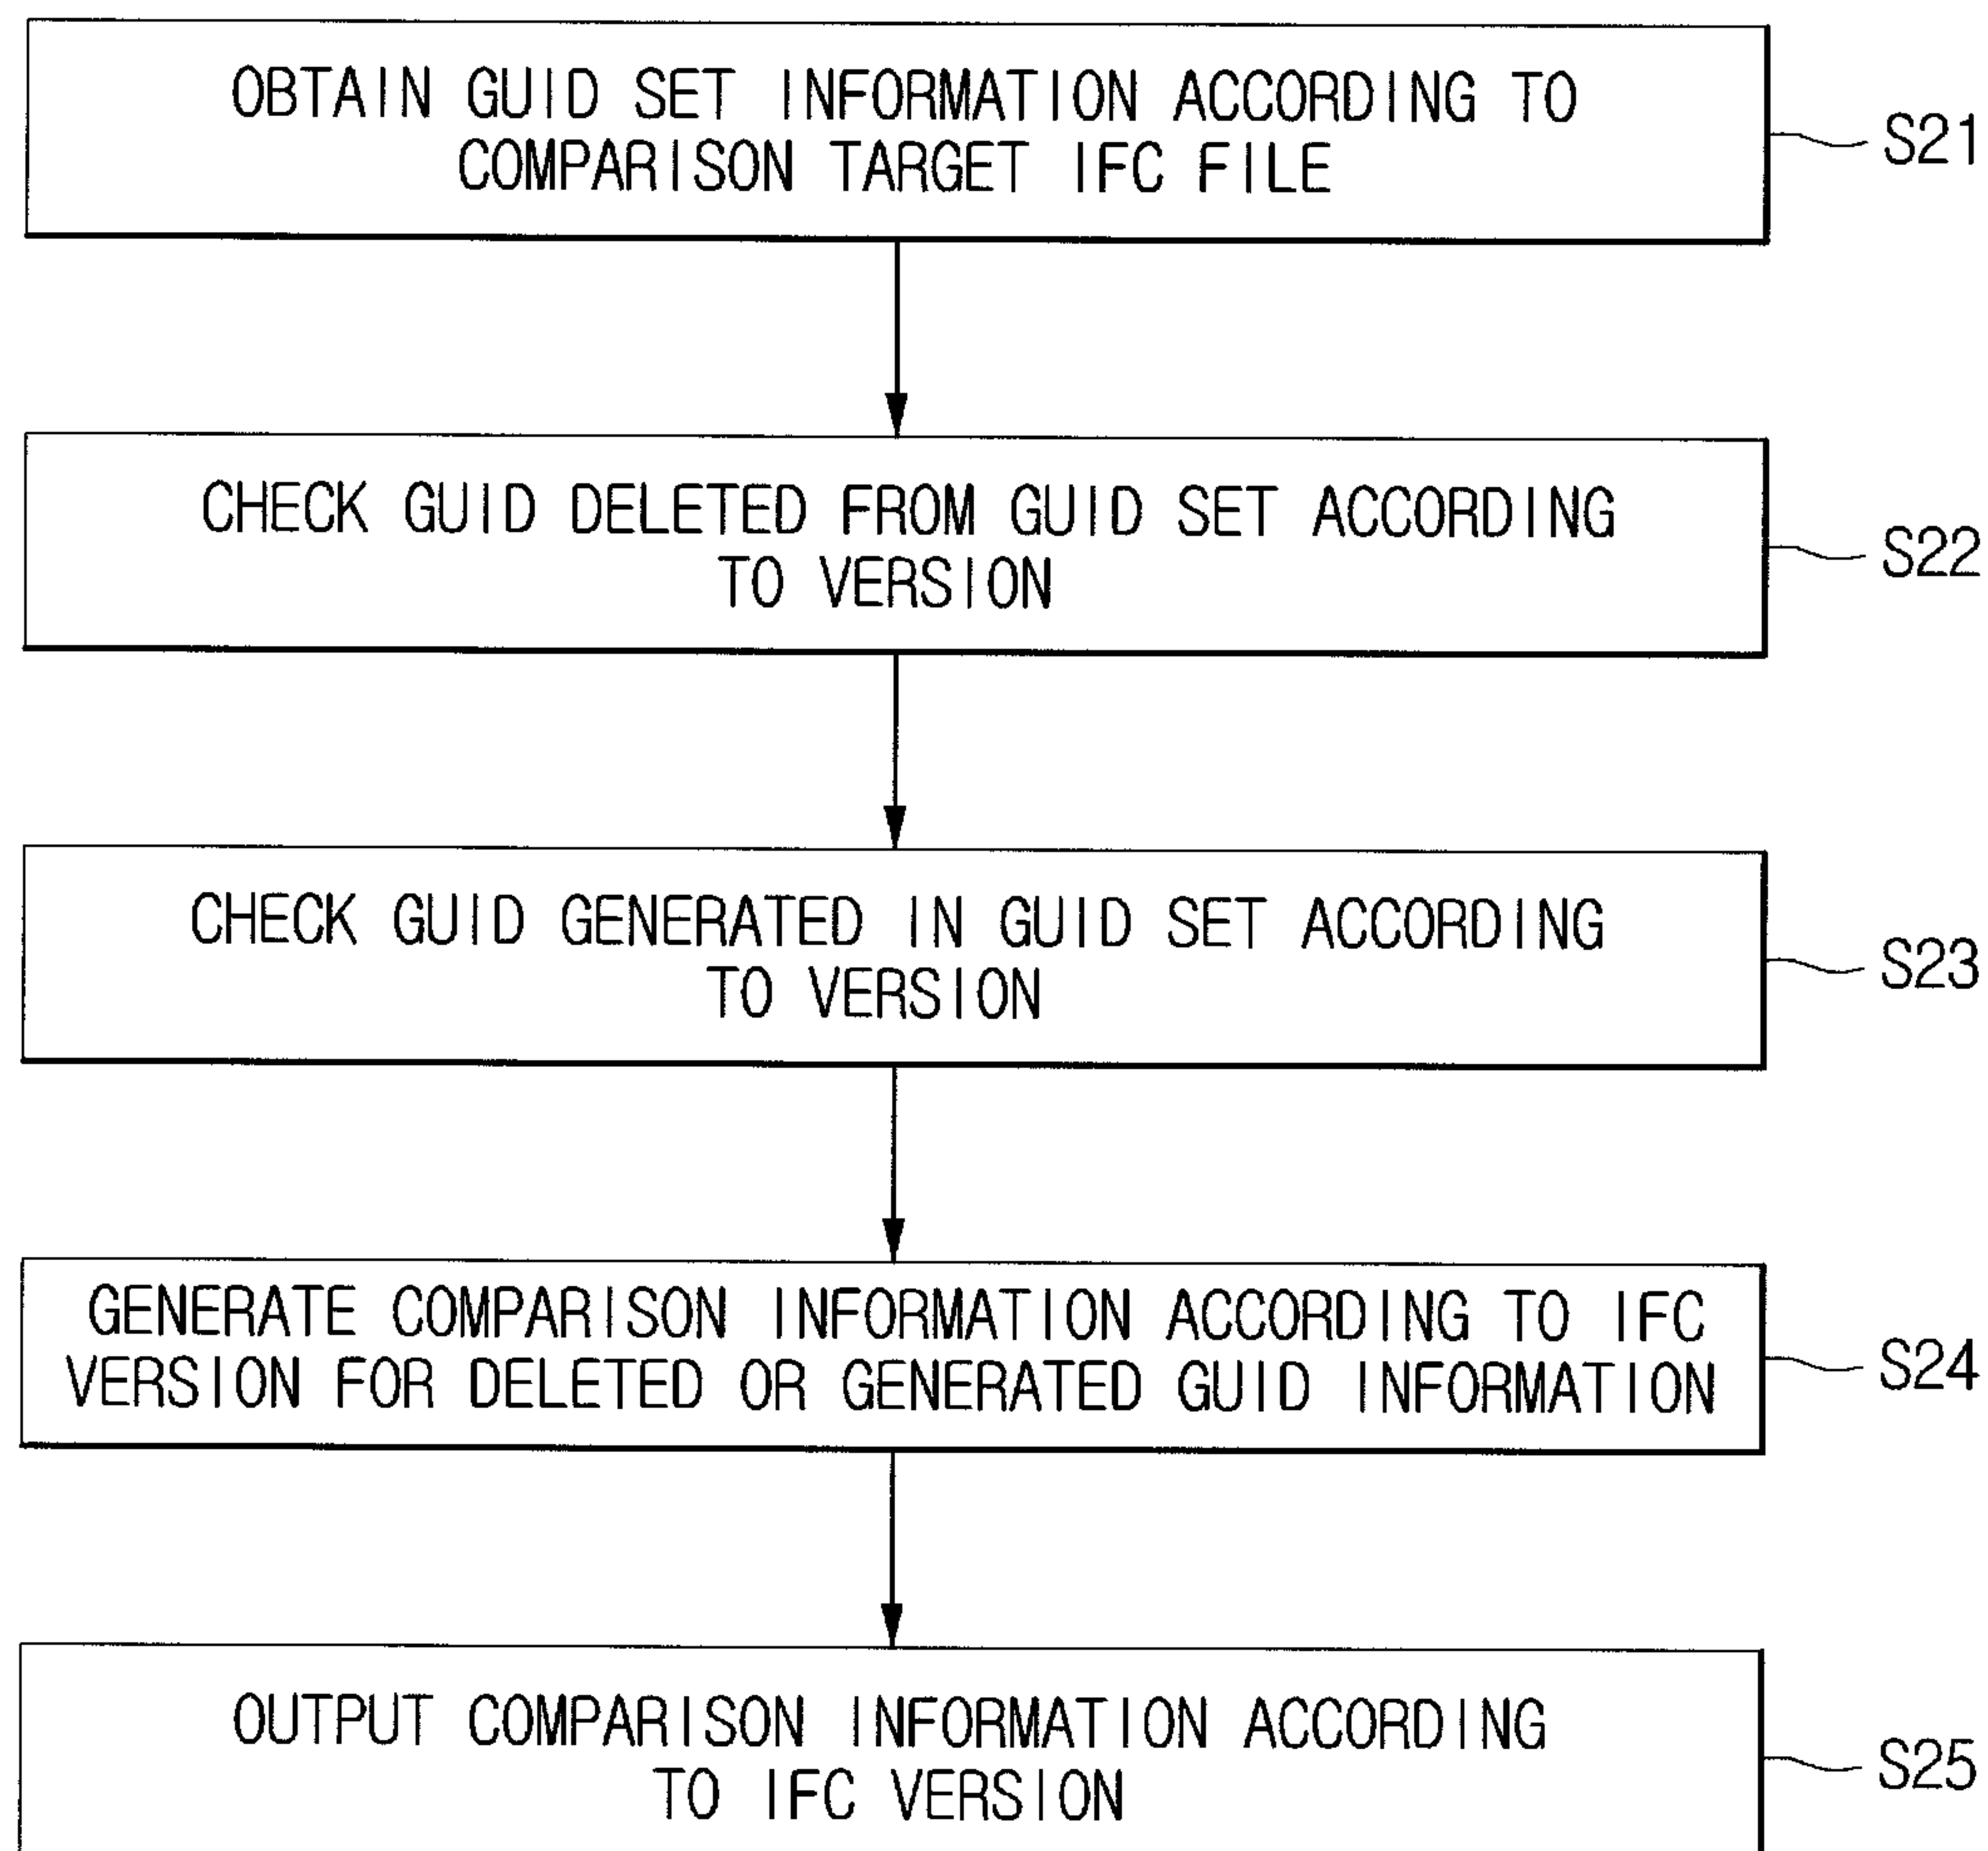 OBTAIN GUID SET INFORMATION ACCORDING TO
COMPARISON TARGET IFC FILE
S21
CHECK GUID DELETED FROM GUID SET ACCORDING
TO VERSION
S22
CHECK GUID GENERATED IN GUID SET ACCORDING
TO VERSION
S23
GENERATE COMPARISON INFORMATION ACCORDING TO IFC
VERSION FOR DELETED OR GENERATED GUID INFORMATION
S24
OUTPUT COMPARISON INFORMATION ACCORDING
TO IFC VERSION
S25